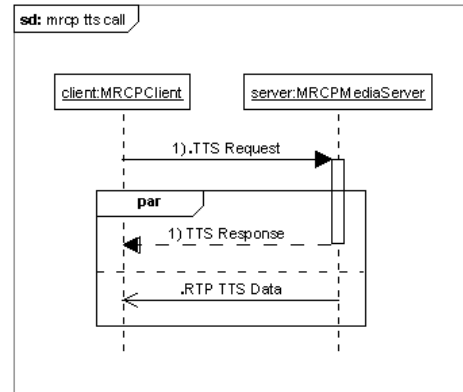 sd: mrcp tts call
client:MRCPClient
server:MRCPMediaServer
1).TTS Request
par
1) TTS Response
.RTP TTS Data